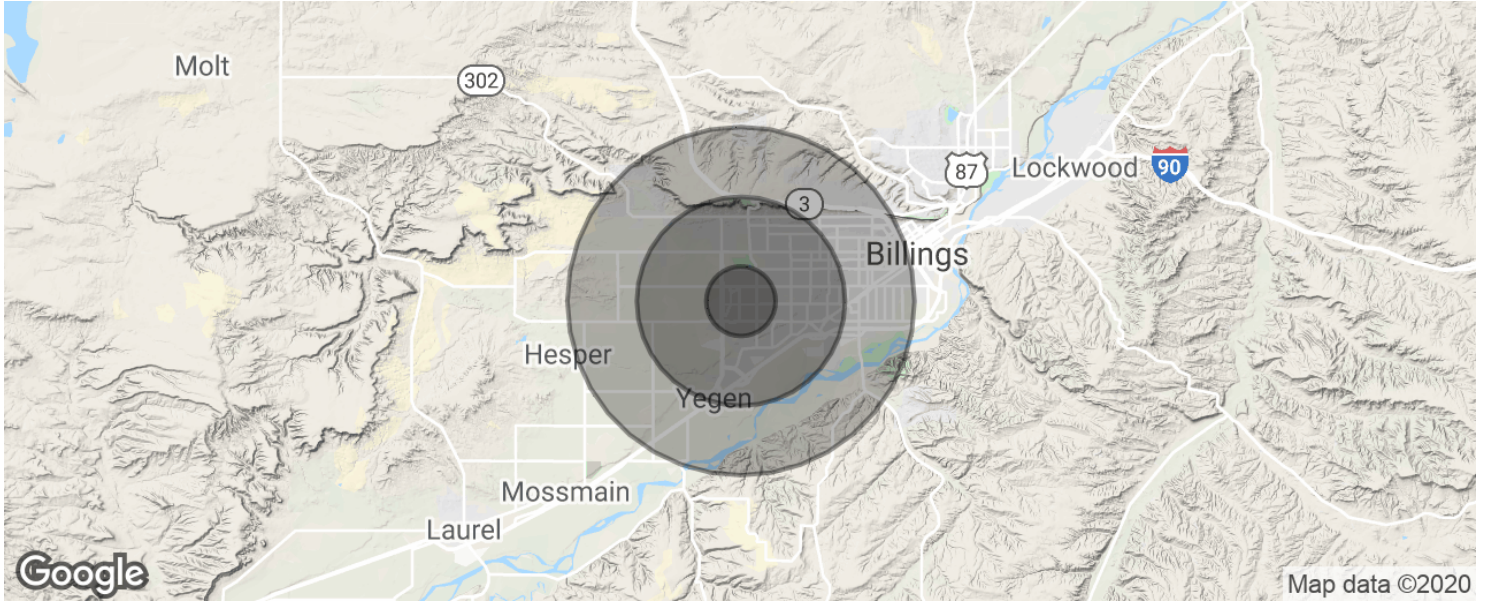 Molt
302
87
Lockwood
90
3
Billings
Hesper
Yegen
Mossmain
Laurel
Google
Map data ©2020